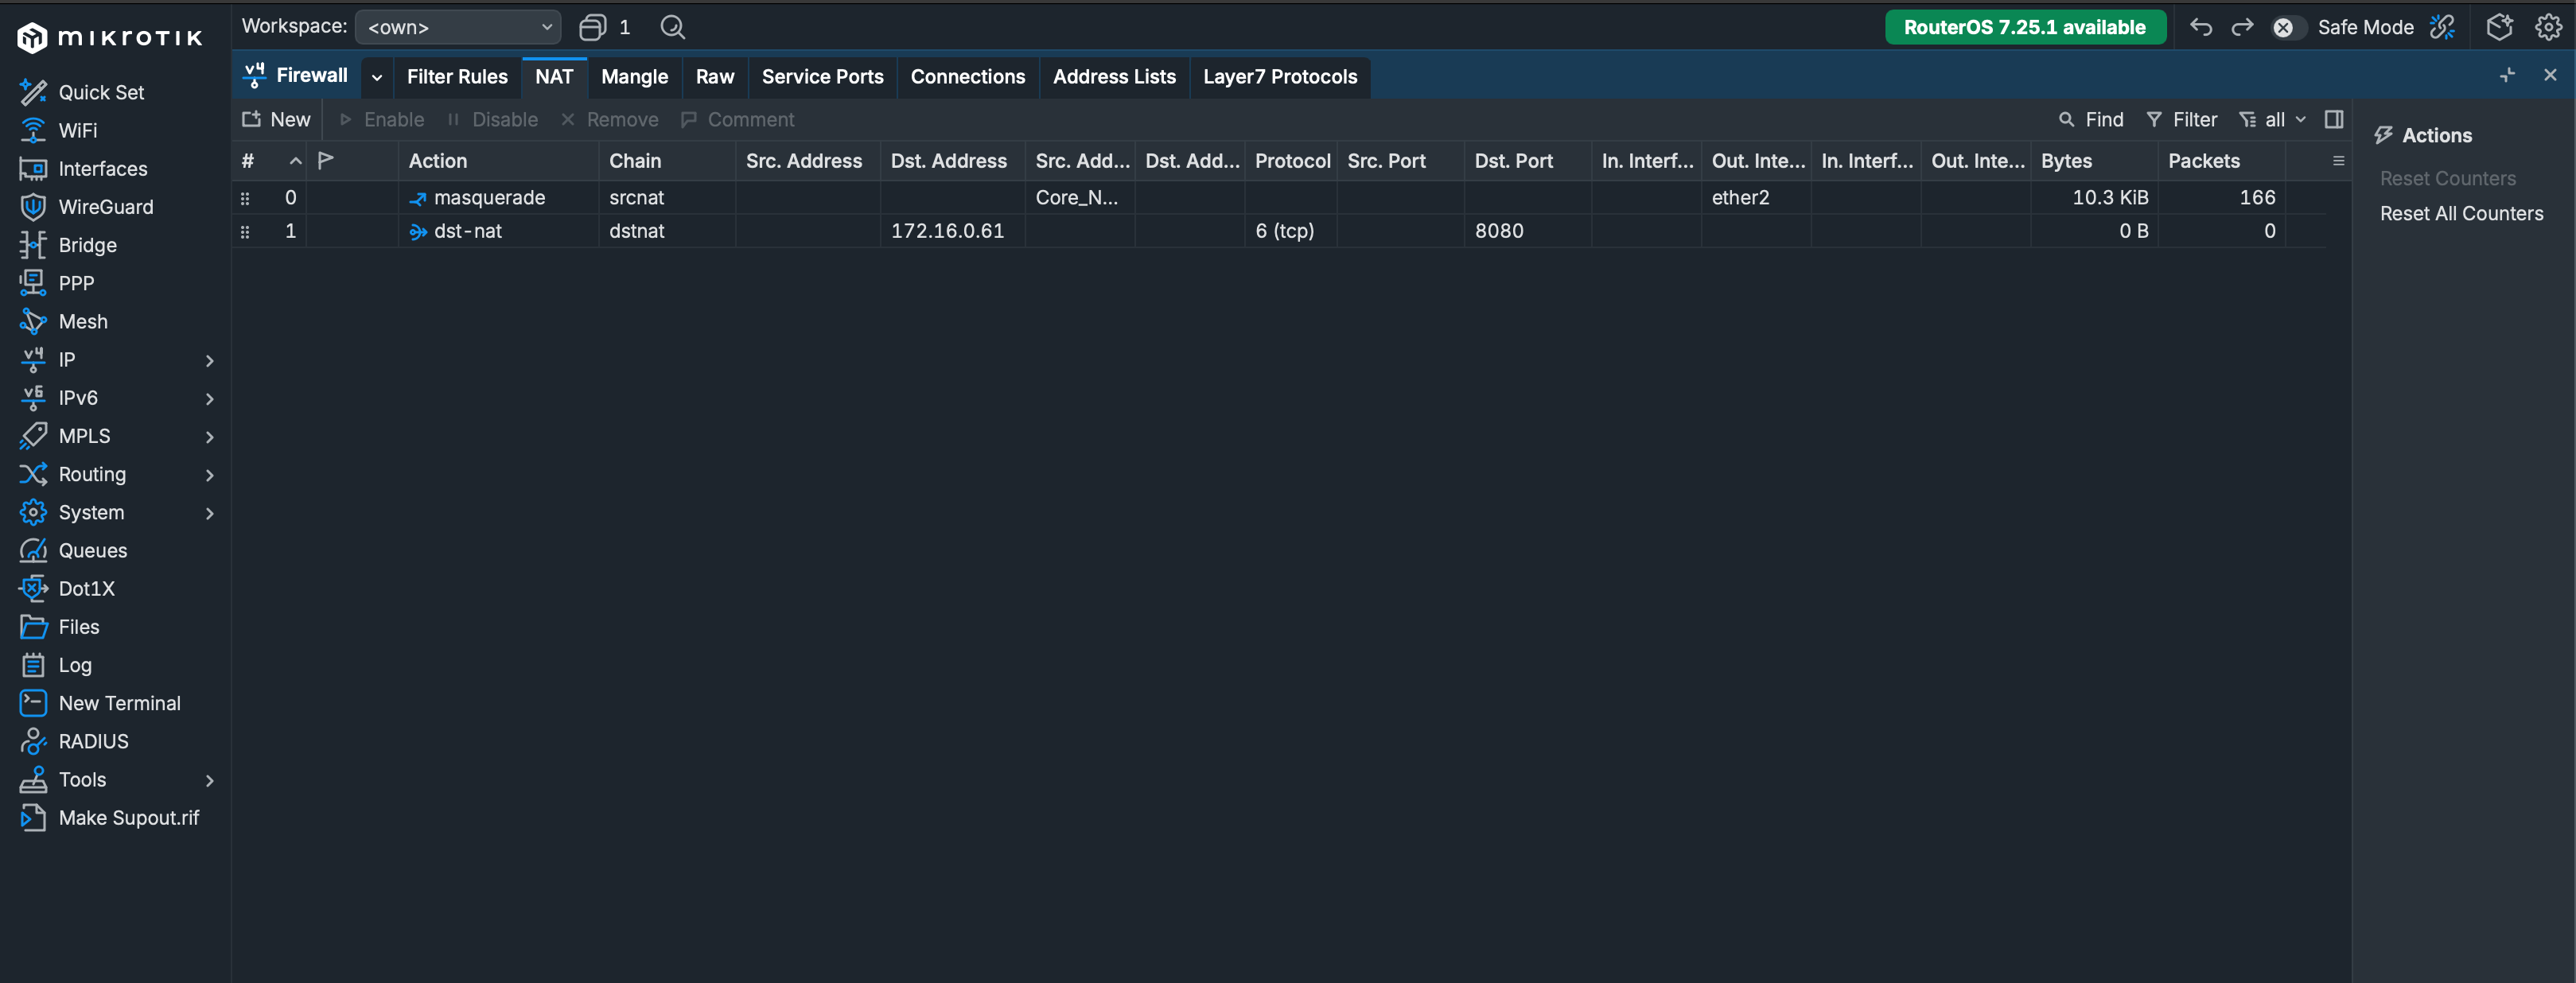 mikrotik
Workspace: <own> 1 RouterOS 7.25.1 available Safe Mode
v4 Firewall Filter Rules NAT Mangle Raw Service Ports Connections Address Lists Layer7 Protocols
New Enable Disable Remove Comment Find Filter all
# Action Chain Src. Address Dst. Address Src. Add... Dst. Add... Protocol Src. Port Dst. Port In. Interf... Out. Inte... In. Interf... Out. Inte... Bytes Packets
0 masquerade srcnat Core_N... ether2 10.3 KiB 166
1 dst-nat dstnat 172.16.0.61 6 (tcp) 8080 0 B 0
Quick Set
WiFi
Interfaces
WireGuard
Bridge
PPP
Mesh
v4 IP
v6 IPv6
MPLS
Routing
System
Queues
Dot1X
Files
Log
New Terminal
RADIUS
Tools
Make Supout.rif
Actions
Reset Counters
Reset All Counters